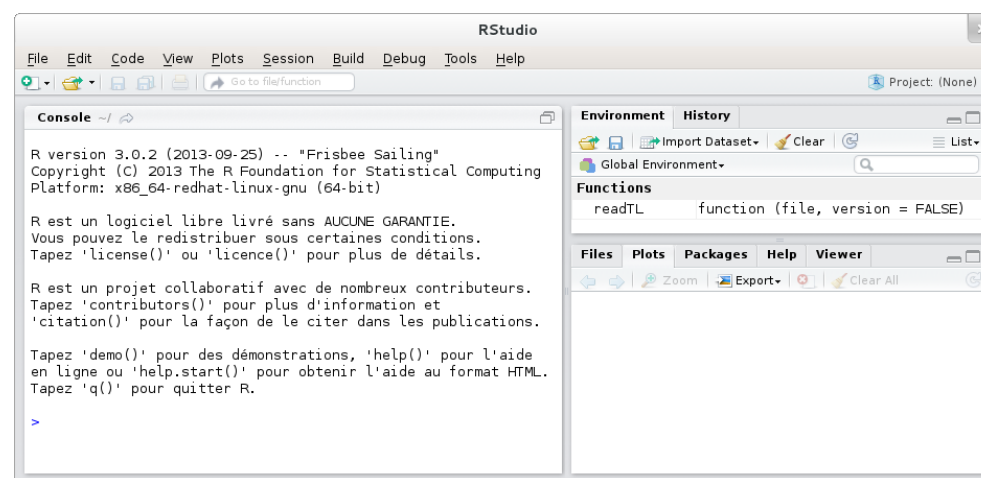 RStudio
File Edit Code View Plots Session Build Debug Tools Help
Go to file/function
Project: (None)
Console ~/
R version 3.0.2 (2013-09-25) -- "Frisbee Sailing"
Copyright (C) 2013 The R Foundation for Statistical Computing
Platform: x86_64-redhat-linux-gnu (64-bit)
R est un logiciel libre livré sans AUCUNE GARANTIE.
Vous pouvez le redistribuer sous certaines conditions.
Tapez 'license()' ou 'licence()' pour plus de détails.
R est un projet collaboratif avec de nombreux contributeurs.
Tapez 'contributors()' pour plus d'information et
'citation()' pour la façon de le citer dans les publications.
Tapez 'demo()' pour des démonstrations, 'help()' pour l'aide
en ligne ou 'help.start()' pour obtenir l'aide au format HTML.
Tapez 'q()' pour quitter R.
>
Environment History
Import Dataset Clear List
Global Environment
Functions
readTL function (file, version = FALSE)
Files Plots Packages Help Viewer
Zoom Export Clear All